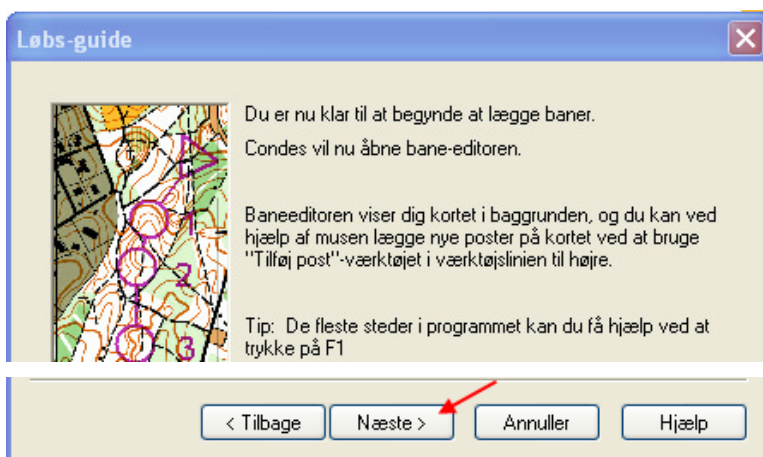 Løbs-guide
Du er nu klar til at begynde at lægge baner.
Condes vil nu åbne bane-editoren.
Baneeditoren viser dig kortet i baggrunden, og du kan ved
hjælp af musen lægge nye poster på kortet ved at bruge
"Tilføj post"-værktøjet i værktøjslinien til højre.
Tip: De fleste steder i programmet kan du få hjælp ved at
trykke på F1
1
2
3
< Tilbage
Næste >
Annuller
Hjælp